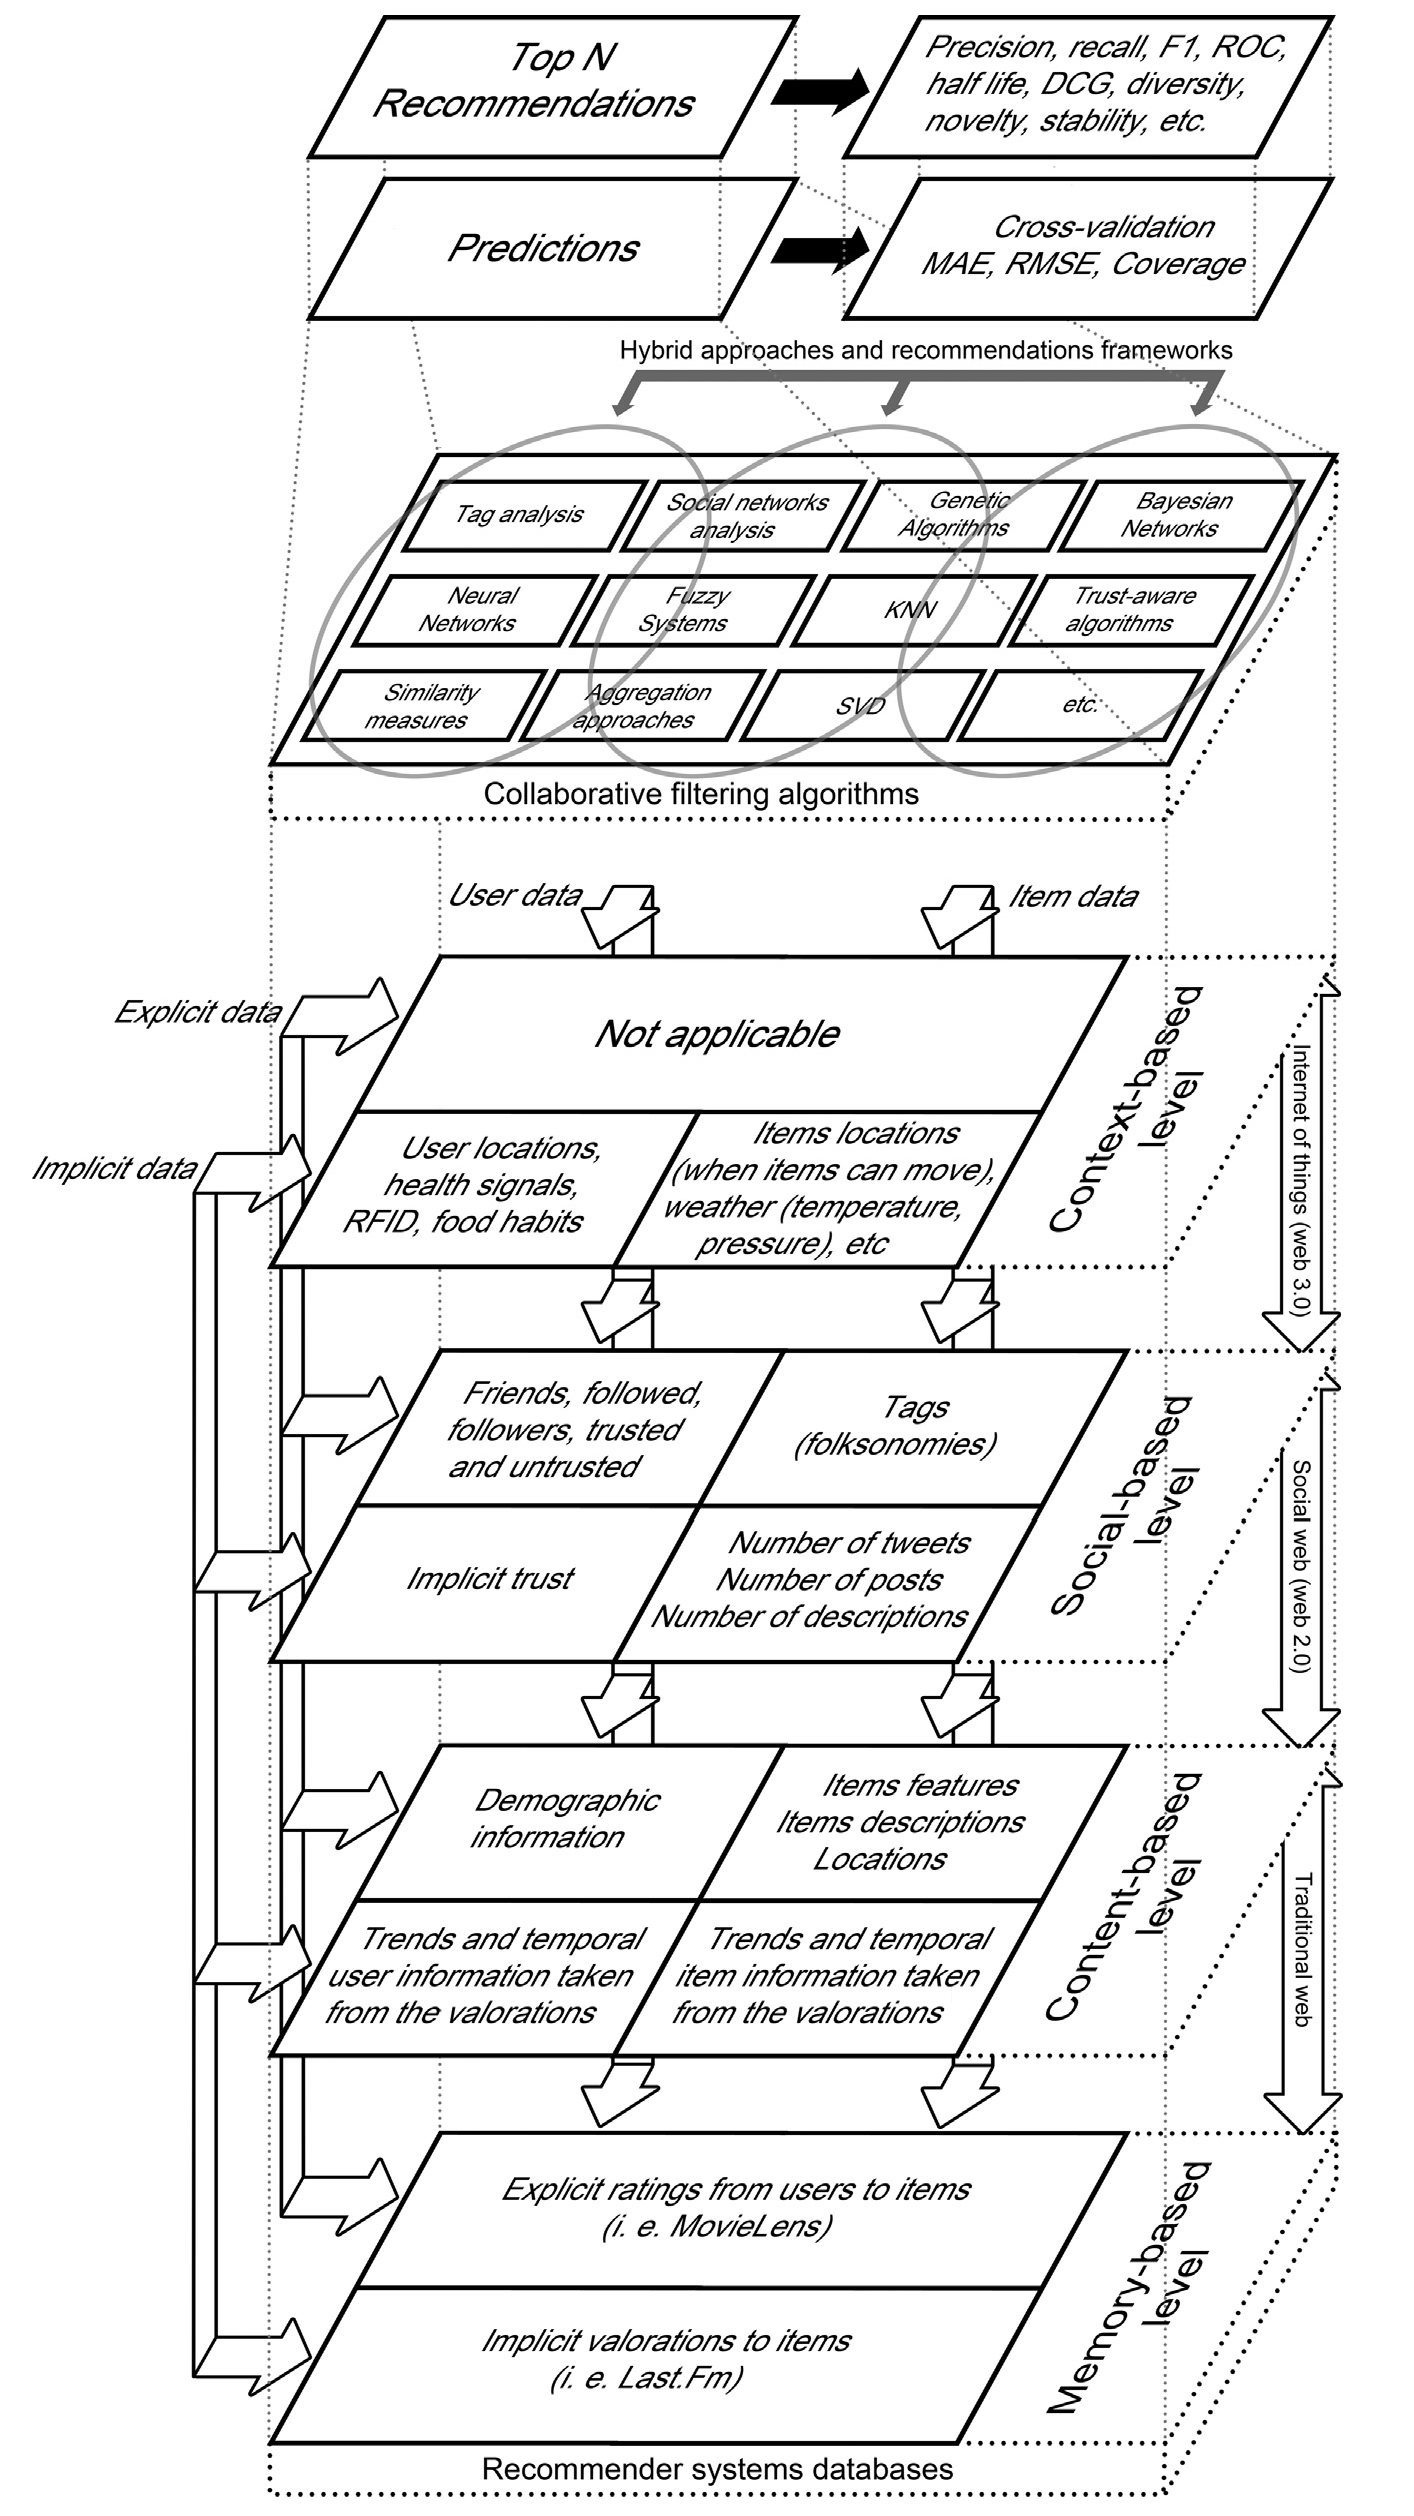 Top N
Recommendations
Precision, recall, F1, ROC,
half life, DCG, diversity,
novelty, stability, etc.
Predictions
Cross-validation
MAE, RMSE, Coverage
Hybrid approaches and recommendations frameworks
Tag analysis
Social networks
analysis
Genetic
Algorithms
Bayesian
Networks
Neural
Networks
Fuzzy
Systems
KNN
Trust-aware
algorithms
Similarity
measures
Aggregation
approaches
SVD
etc.
Collaborative filtering algorithms
User data
Item data
Explicit data
Not applicable
Context-based
level
Internet of things (web 3.0)
Implicit data
User locations,
health signals,
RFID, food habits
Items locations
(when items can move),
weather (temperature,
pressure), etc
Friends, followed,
followers, trusted
and untrusted
Tags
(folksonomies)
Social-based
level
Social web (web 2.0)
Implicit trust
Number of tweets
Number of posts
Number of descriptions
Demographic
information
Items features
Items descriptions
Locations
Content-based
level
Traditional web
Trends and temporal
user information taken
from the valorations
Trends and temporal
item information taken
from the valorations
Explicit ratings from users to items
(i. e. MovieLens)
Memory-based
level
Implicit valorations to items
(i. e. Last.Fm)
Recommender systems databases